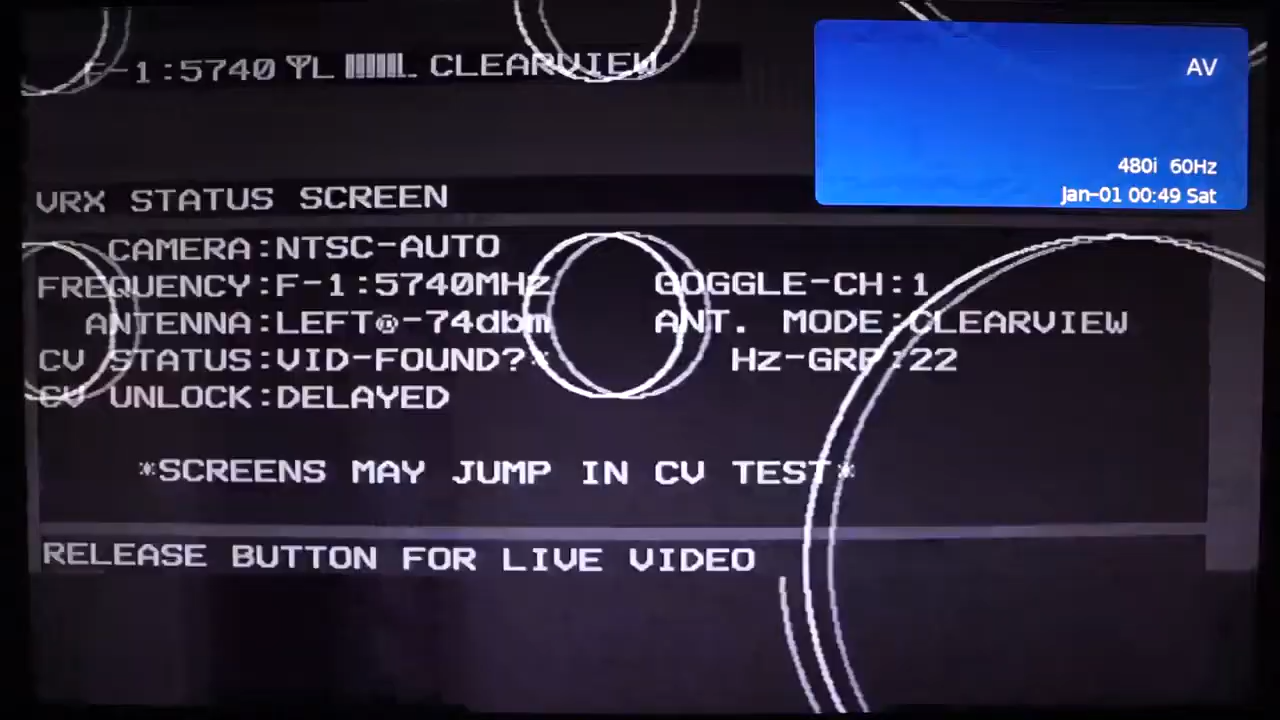 F-1:5740 L CLEARVIEW
AV
480i 60Hz
Jan-01 00:49 Sat
VRX STATUS SCREEN
CAMERA:NTSC-AUTO
FREQUENCY:F-1:5740MHz GOGGLE-CH:1
ANTENNA:LEFT@-74dbm ANT. MODE:CLEARVIEW
CV STATUS:VID-FOUND?* Hz-GRP:22
CV UNLOCK:DELAYED
*SCREENS MAY JUMP IN CV TEST*
RELEASE BUTTON FOR LIVE VIDEO